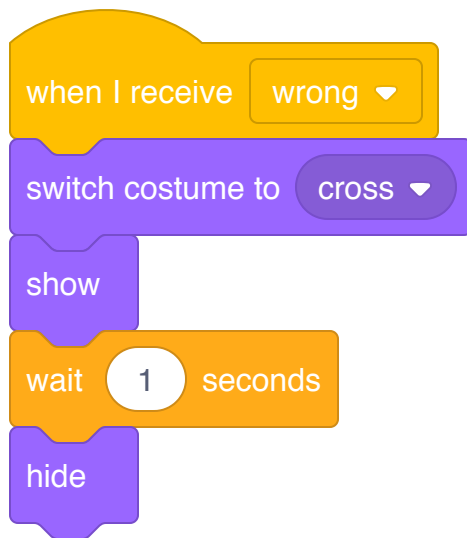 when I receive wrong
switch costume to cross
show
wait 1 seconds
hide